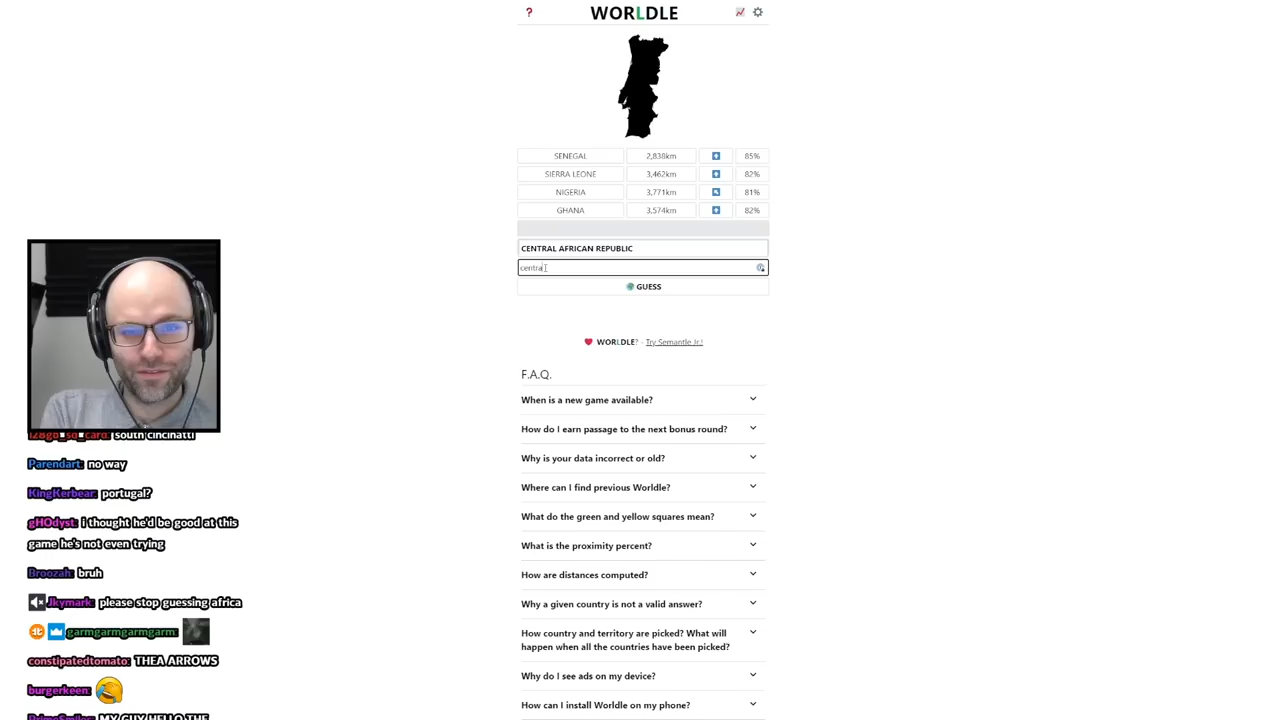 ?
WORLDLE
SENEGAL 2,838km 85%
SIERRA LEONE 3,462km 82%
NIGERIA 3,771km 81%
GHANA 3,574km 82%
CENTRAL AFRICAN REPUBLIC
centra
GUESS
WORLDLE? · Try Semantle Jr.!
F.A.Q.
When is a new game available?
How do I earn passage to the next bonus round?
Why is your data incorrect or old?
Where can I find previous Worldle?
What do the green and yellow squares mean?
What is the proximity percent?
How are distances computed?
Why a given country is not a valid answer?
How country and territory are picked? What will
happen when all the countries have been picked?
Why do I see ads on my device?
How can I install Worldle on my phone?
128gb_sd_card: south cincinatti
Parendart: no way
KingKerbear: portugal?
gHOdyst: i thought he'd be good at this
game he's not even trying
Broozah: bruh
Jkymark: please stop guessing africa
garmgarmgarmgarm:
constipatedtomato: THEA ARROWS
burgerkeen:
PrimeSmiles: MY GUY HELLO THE